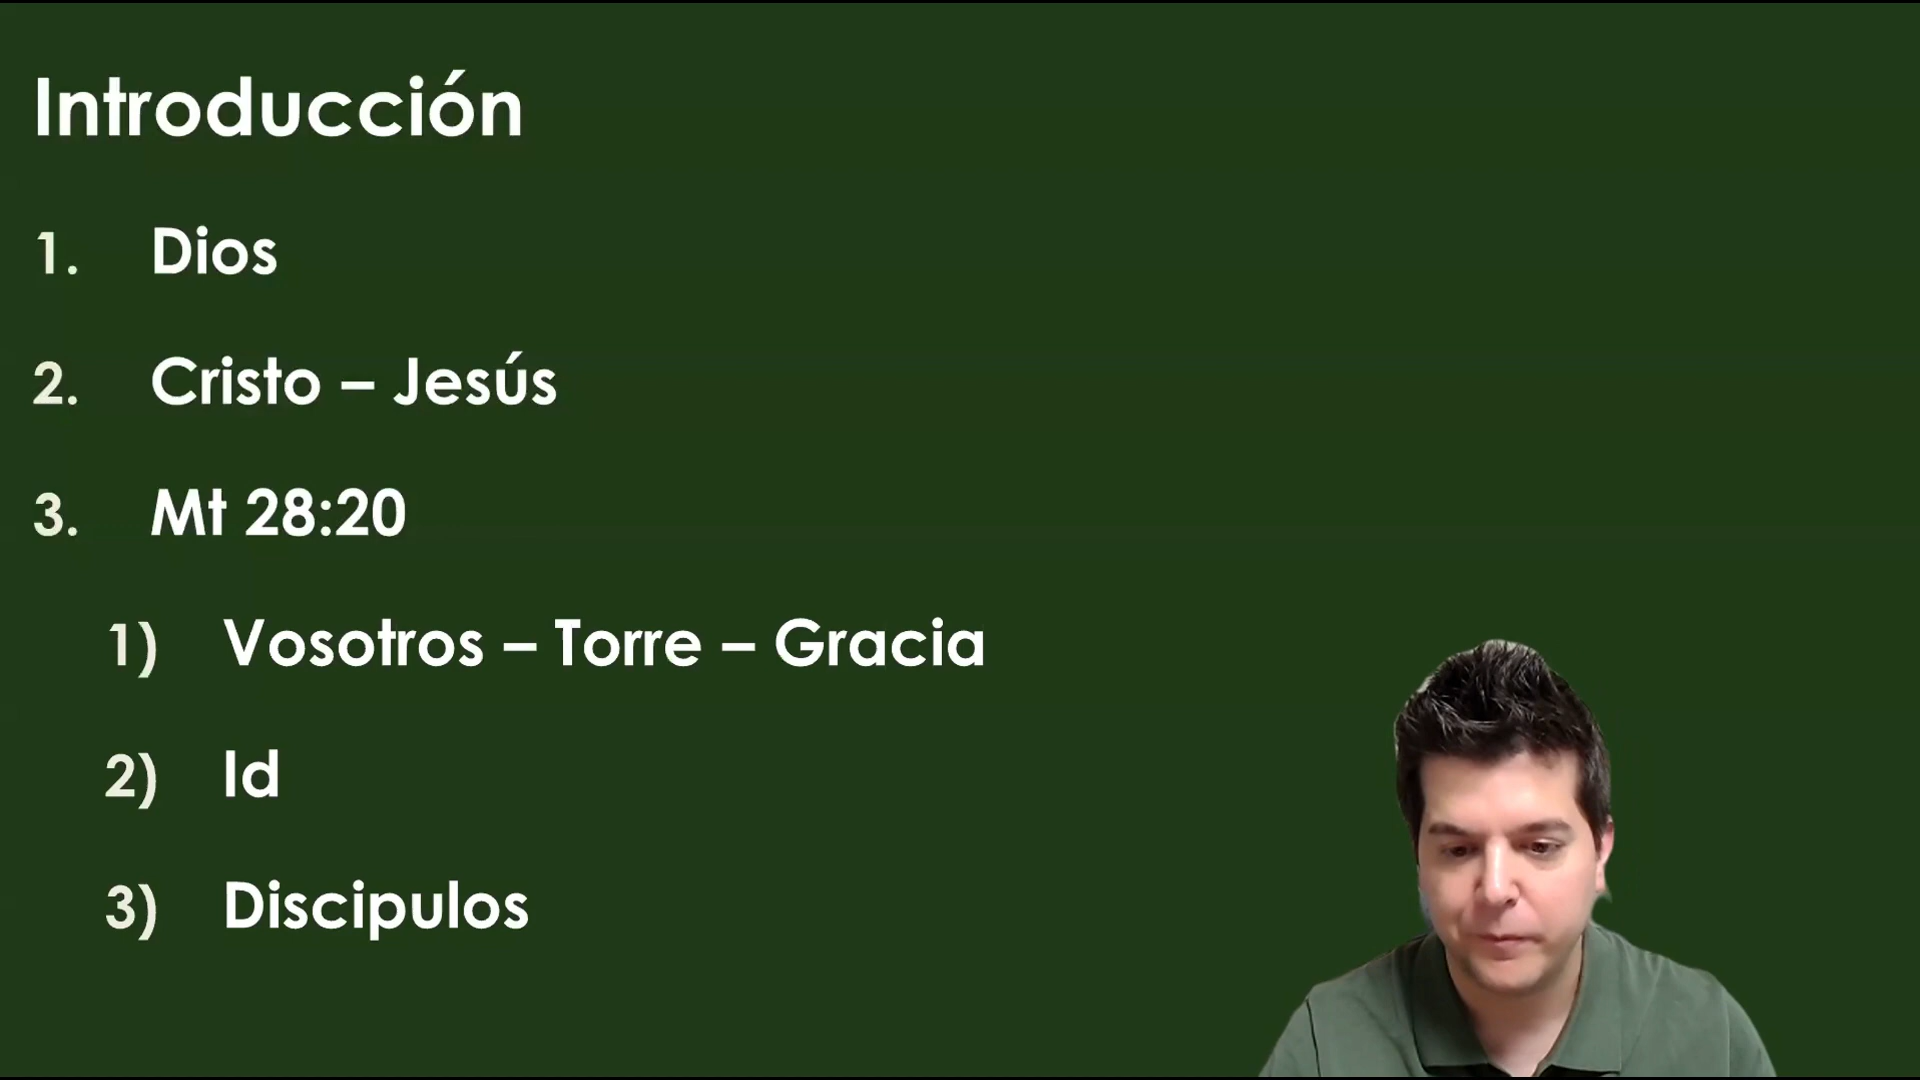 Introducción
1. Dios
2. Cristo – Jesús
3. Mt 28:20
1) Vosotros – Torre – Gracia
2) Id
3) Discipulos